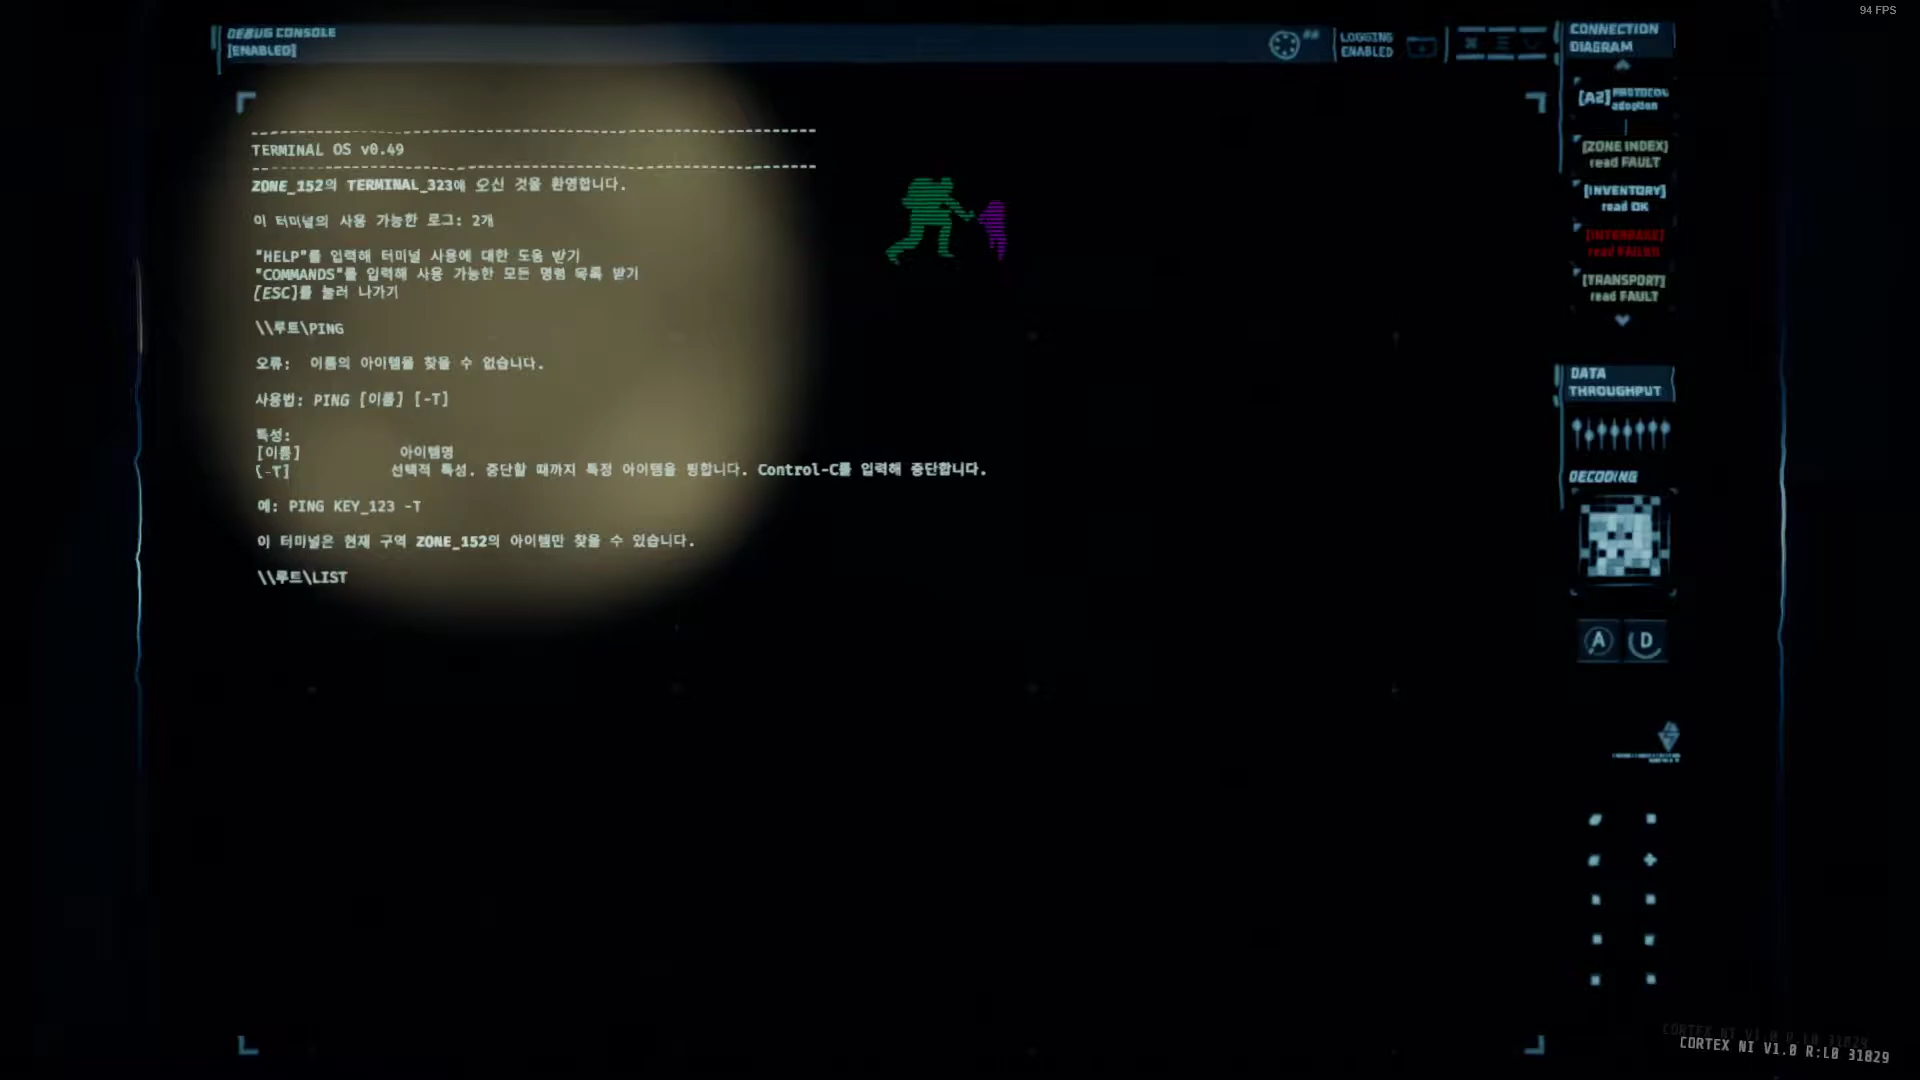 94 FPS
DEBUG CONSOLE
[ENABLED]
LOGGING
ENABLED
CONNECTION
DIAGRAM
[A2] PROTOCOL
adoption
[ZONE INDEX]
read FAULT
[INVENTORY]
read OK
read FAILED
[TRANSPORT]
read FAULT
DATA
THROUGHPUT
DECODING
A D
TERMINAL OS v0.49
ZONE_152의 TERMINAL_323에 오신 것을 환영합니다.
이 터미널의 사용 가능한 로그: 2개
"HELP"를 입력해 터미널 사용에 대한 도움 받기
"COMMANDS"를 입력해 사용 가능한 모든 명령 목록 받기
[ESC]를 눌러 나가기
\\루트\PING
오류: 이름의 아이템을 찾을 수 없습니다.
사용법: PING [이름] [-T]
특성:
[이름] 아이템명
[-T] 선택적 특성. 중단할 때까지 특정 아이템을 핑합니다. Control-C를 입력해 중단합니다.
예: PING KEY_123 -T
이 터미널은 현재 구역 ZONE_152의 아이템만 찾을 수 있습니다.
\\루트\LIST
CORTEX NI V1.0 R:L0 31829